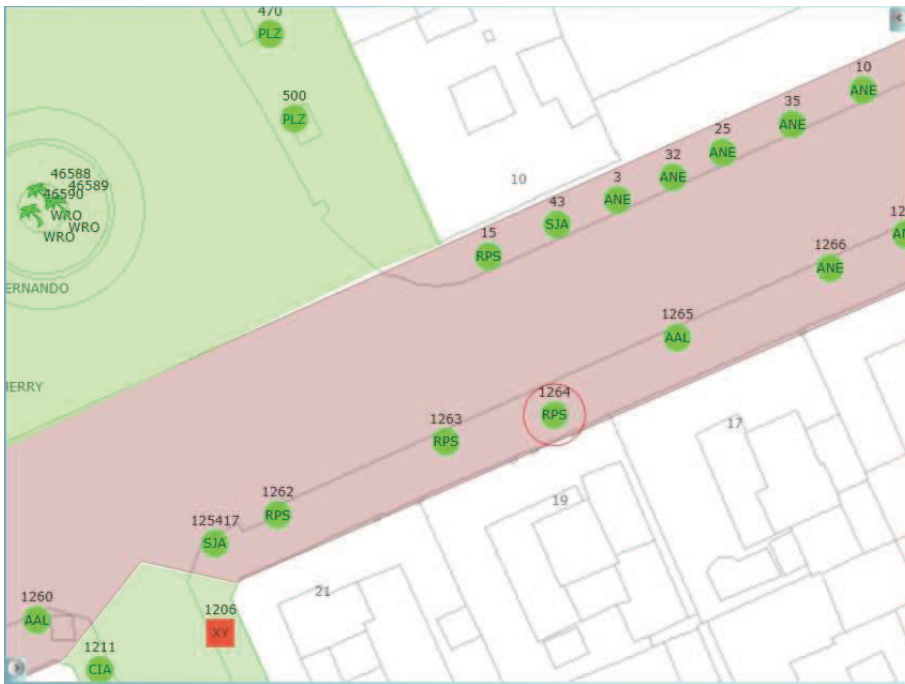 470
PLZ
10
ANE
35
ANE
500
PLZ
25
ANE
32
ANE
46588
46589
46590
WRO
WRO
WRO
10
3
ANE
43
SJA
15
RPS
1266
ANE
ERNANDO
1265
AAL
1264
RPS
1263
RPS
17
19
1262
RPS
125417
SJA
21
1260
AAL
1206
XY
1211
CIA